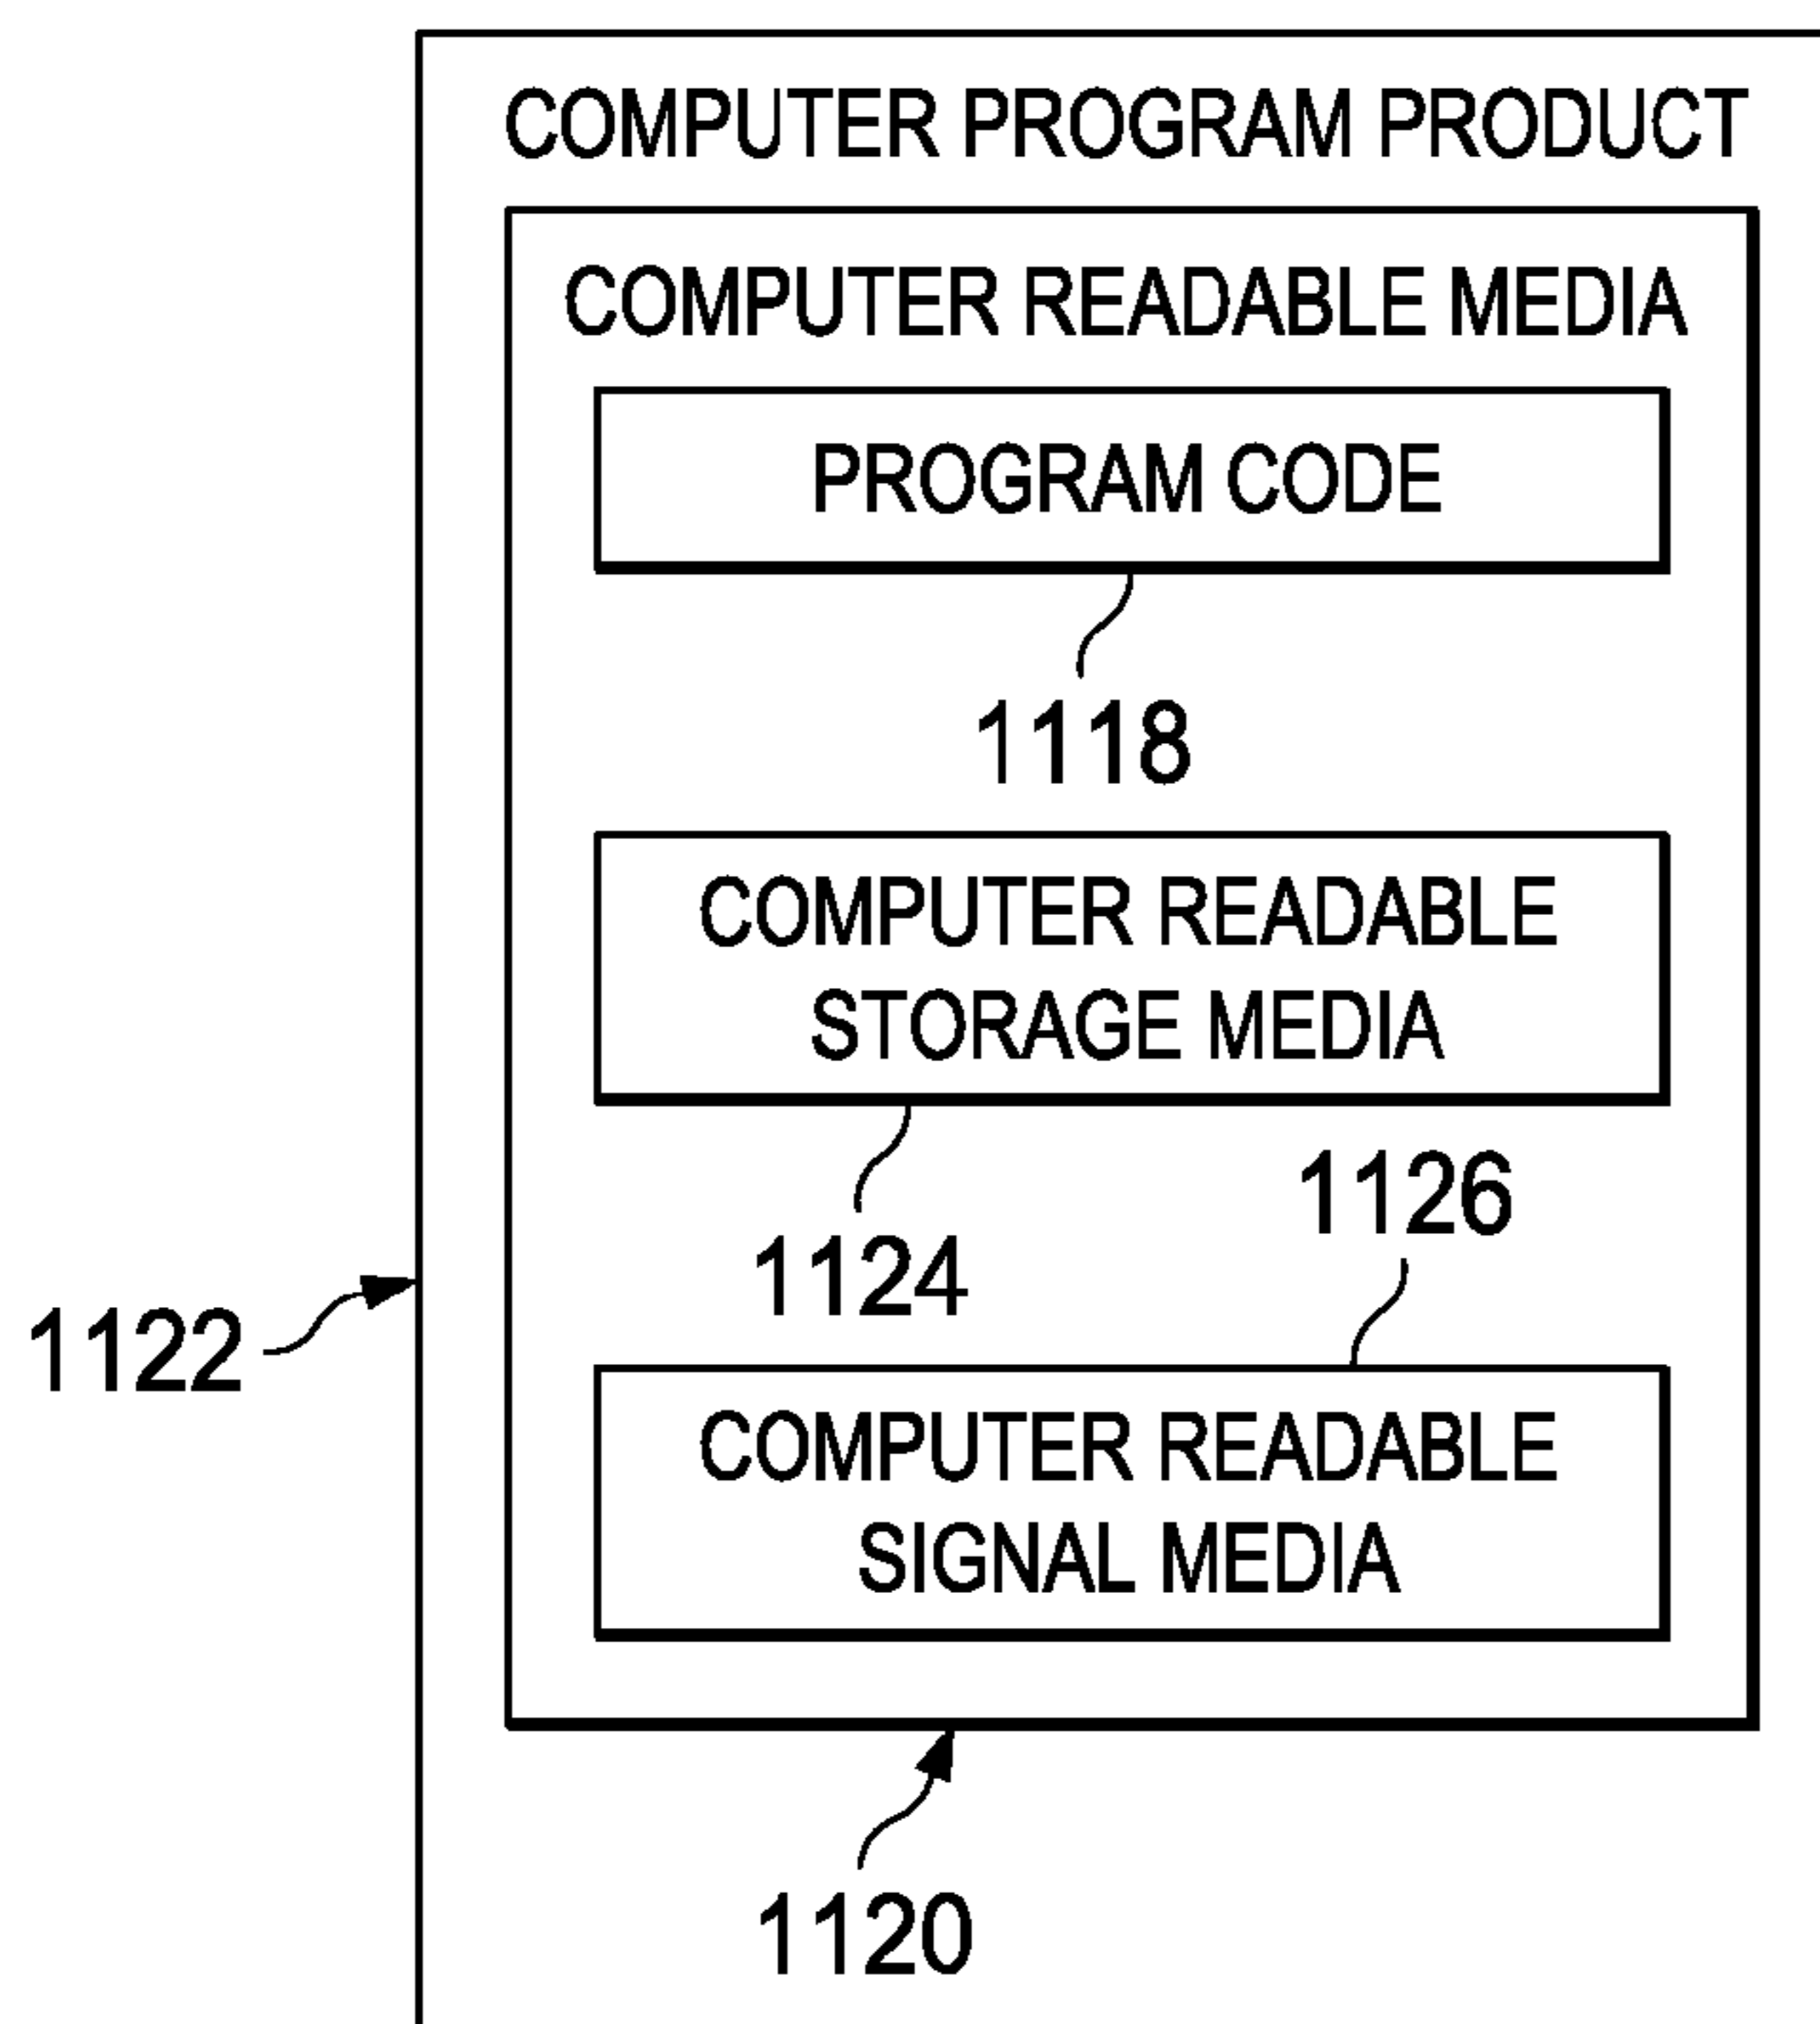 COMPUTER PROGRAM PRODUCT
COMPUTER READABLE MEDIA
PROGRAM CODE
1118
COMPUTER READABLE
STORAGE MEDIA
1126
1124
1122
COMPUTER READABLE
SIGNAL MEDIA
1120